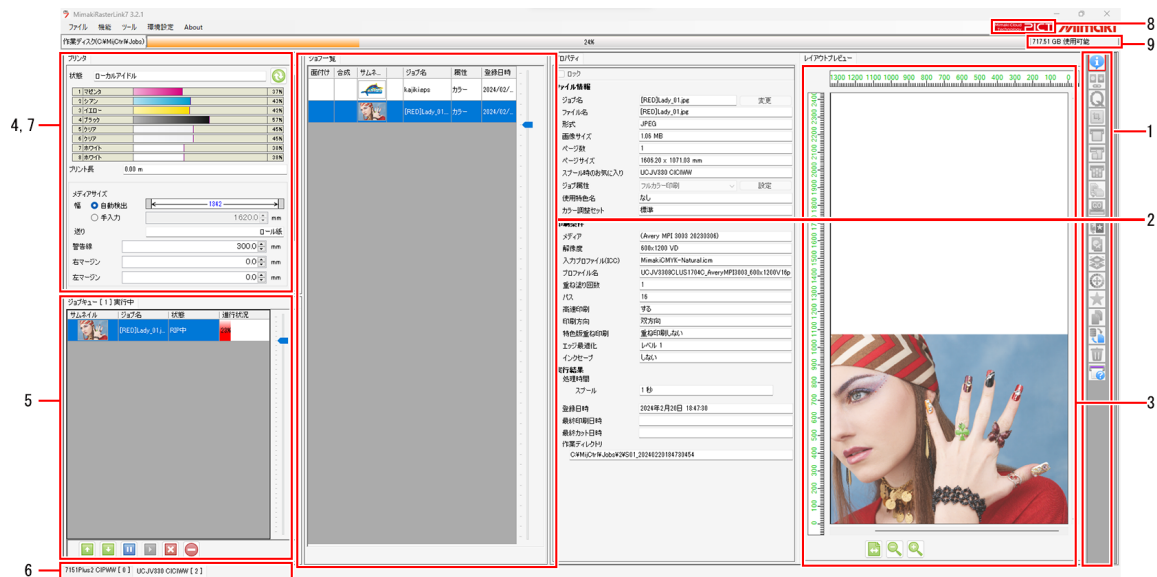 MimakiRasterLink7 3.2.1
ファイル 機能 ツール 環境設定 About
作業ディスク(C:¥MijCtrl¥Jobs) 24% 717.51 GB 使用可能
PICT Mimaki
8
9
プリンタ
状態 ローカルアイドル
1 マゼンタ 37%
2 シアン 43%
3 イエロー 42%
4 ブラック 57%
5 クリア 45%
6 クリア 45%
7 ホワイト 38%
8 ホワイト 38%
プリント長 0.00 m
メディアサイズ
幅 自動検出 1342
手入力 1620.0 mm
送り ロール紙
警告線 300.0 mm
右マージン 0.0 mm
左マージン 0.0 mm
4, 7
ジョブキュー [ 1 ] 実行中
サムネイル ジョブ名 状態 進行状況
[RED]Lady_01.j... RIP中
5
7151Plus2 CIPWW [ 0 ] UCJV330 CICIWW [ 2 ]
6
ジョブ一覧
面付け 合成 サムネ... ジョブ名 属性 登録日時
kajikieps カラー 2024/02/...
[RED]Lady_01... カラー 2024/02/...
ロパティ
ロック
ファイル情報
ジョブ名 [RED]Lady_01.jpg 変更
ファイル名 [RED]Lady_01.jpg
形式 JPEG
画像サイズ 1.06 MB
ページ数 1
ページサイズ 1606.20 x 1071.03 mm
スプール時のお気に入り UCJV330 CICIWW
ジョブ属性 フルカラー印刷 設定
使用特色名 なし
カラー調整セット 標準
印刷条件
メディア (Avery MPI 3003 20230306)
解像度 600x1200 VD
入力プロファイル(ICC) MimakiCMYK-Natural.icm
プロファイル名 UCJV3303CLUS1704C_AveryMPI3003_600x1200V16p
重ね塗り回数 1
パス 16
高速印刷 する
印刷方向 双方向
特色版重ね印刷 重ね印刷しない
エッジ最適化 レベル 1
インクセーブ しない
実行結果
処理時間
スプール 1 秒
登録日時 2024年2月20日 18:47:30
最終印刷日時
最終カット日時
作業ディレクトリ
C:¥MijCtrl¥Jobs¥2¥S01_20240220184730454
2
レイアウトプレビュー
1300 1200 1100 1000 900 800 700 600 500 400 300 200 100 0
3
1